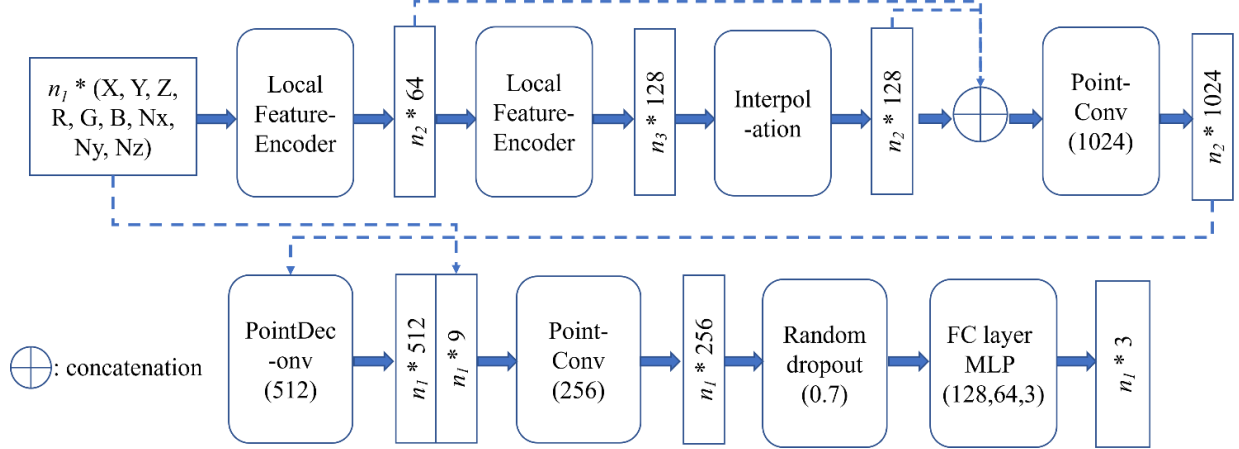 n₁ * (X, Y, Z,
R, G, B, Nx,
Ny, Nz)
Local
Feature-
Encoder
n₂ * 64
Local
Feature-
Encoder
n₃ * 128
Interpol
-ation
n₂ * 128
Point-
Conv
(1024)
n₂ * 1024
: concatenation
PointDec
-onv
(512)
n₁ * 512
n₁ * 9
Point-
Conv
(256)
n₁ * 256
Random
dropout
(0.7)
FC layer
MLP
(128,64,3)
n₁ * 3